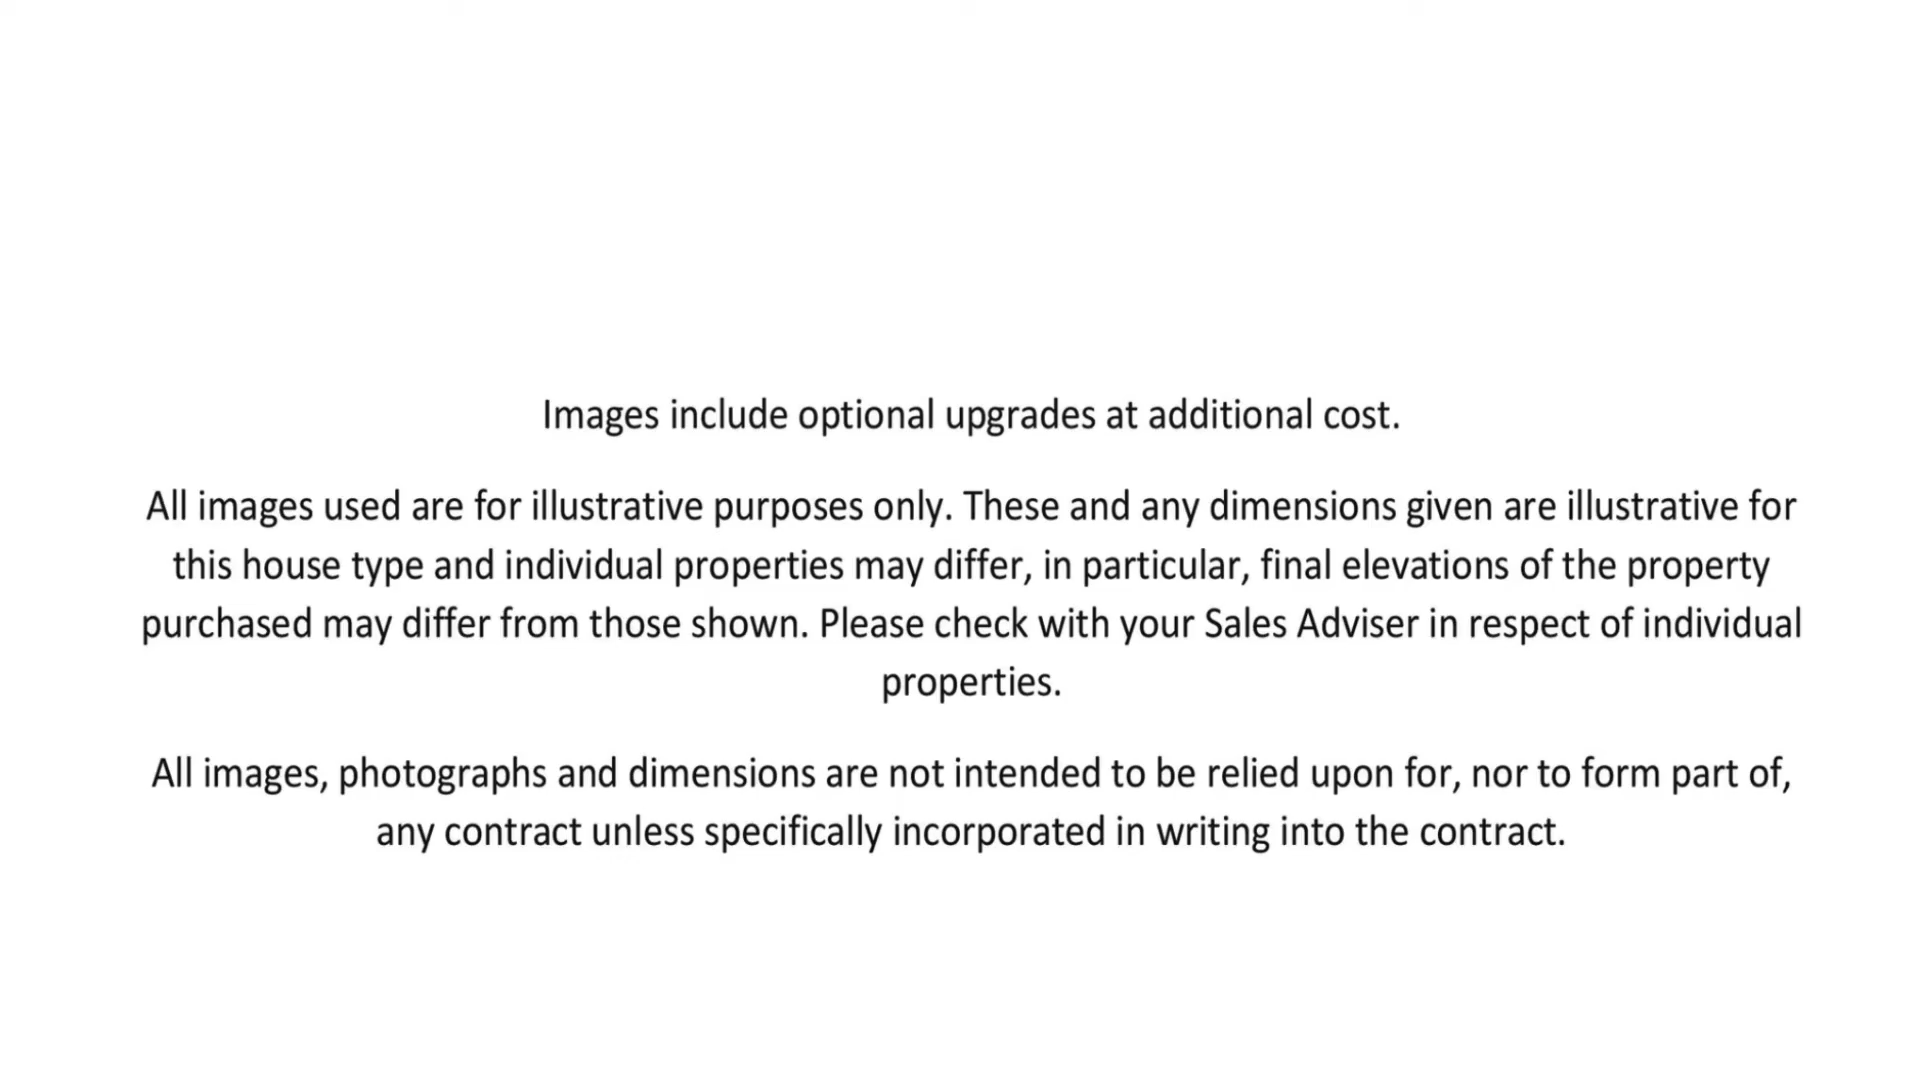 Images include optional upgrades at additional cost.
All images used are for illustrative purposes only. These and any dimensions given are illustrative for
this house type and individual properties may differ, in particular, final elevations of the property
purchased may differ from those shown. Please check with your Sales Adviser in respect of individual
properties.
All images, photographs and dimensions are not intended to be relied upon for, nor to form part of,
any contract unless specifically incorporated in writing into the contract.